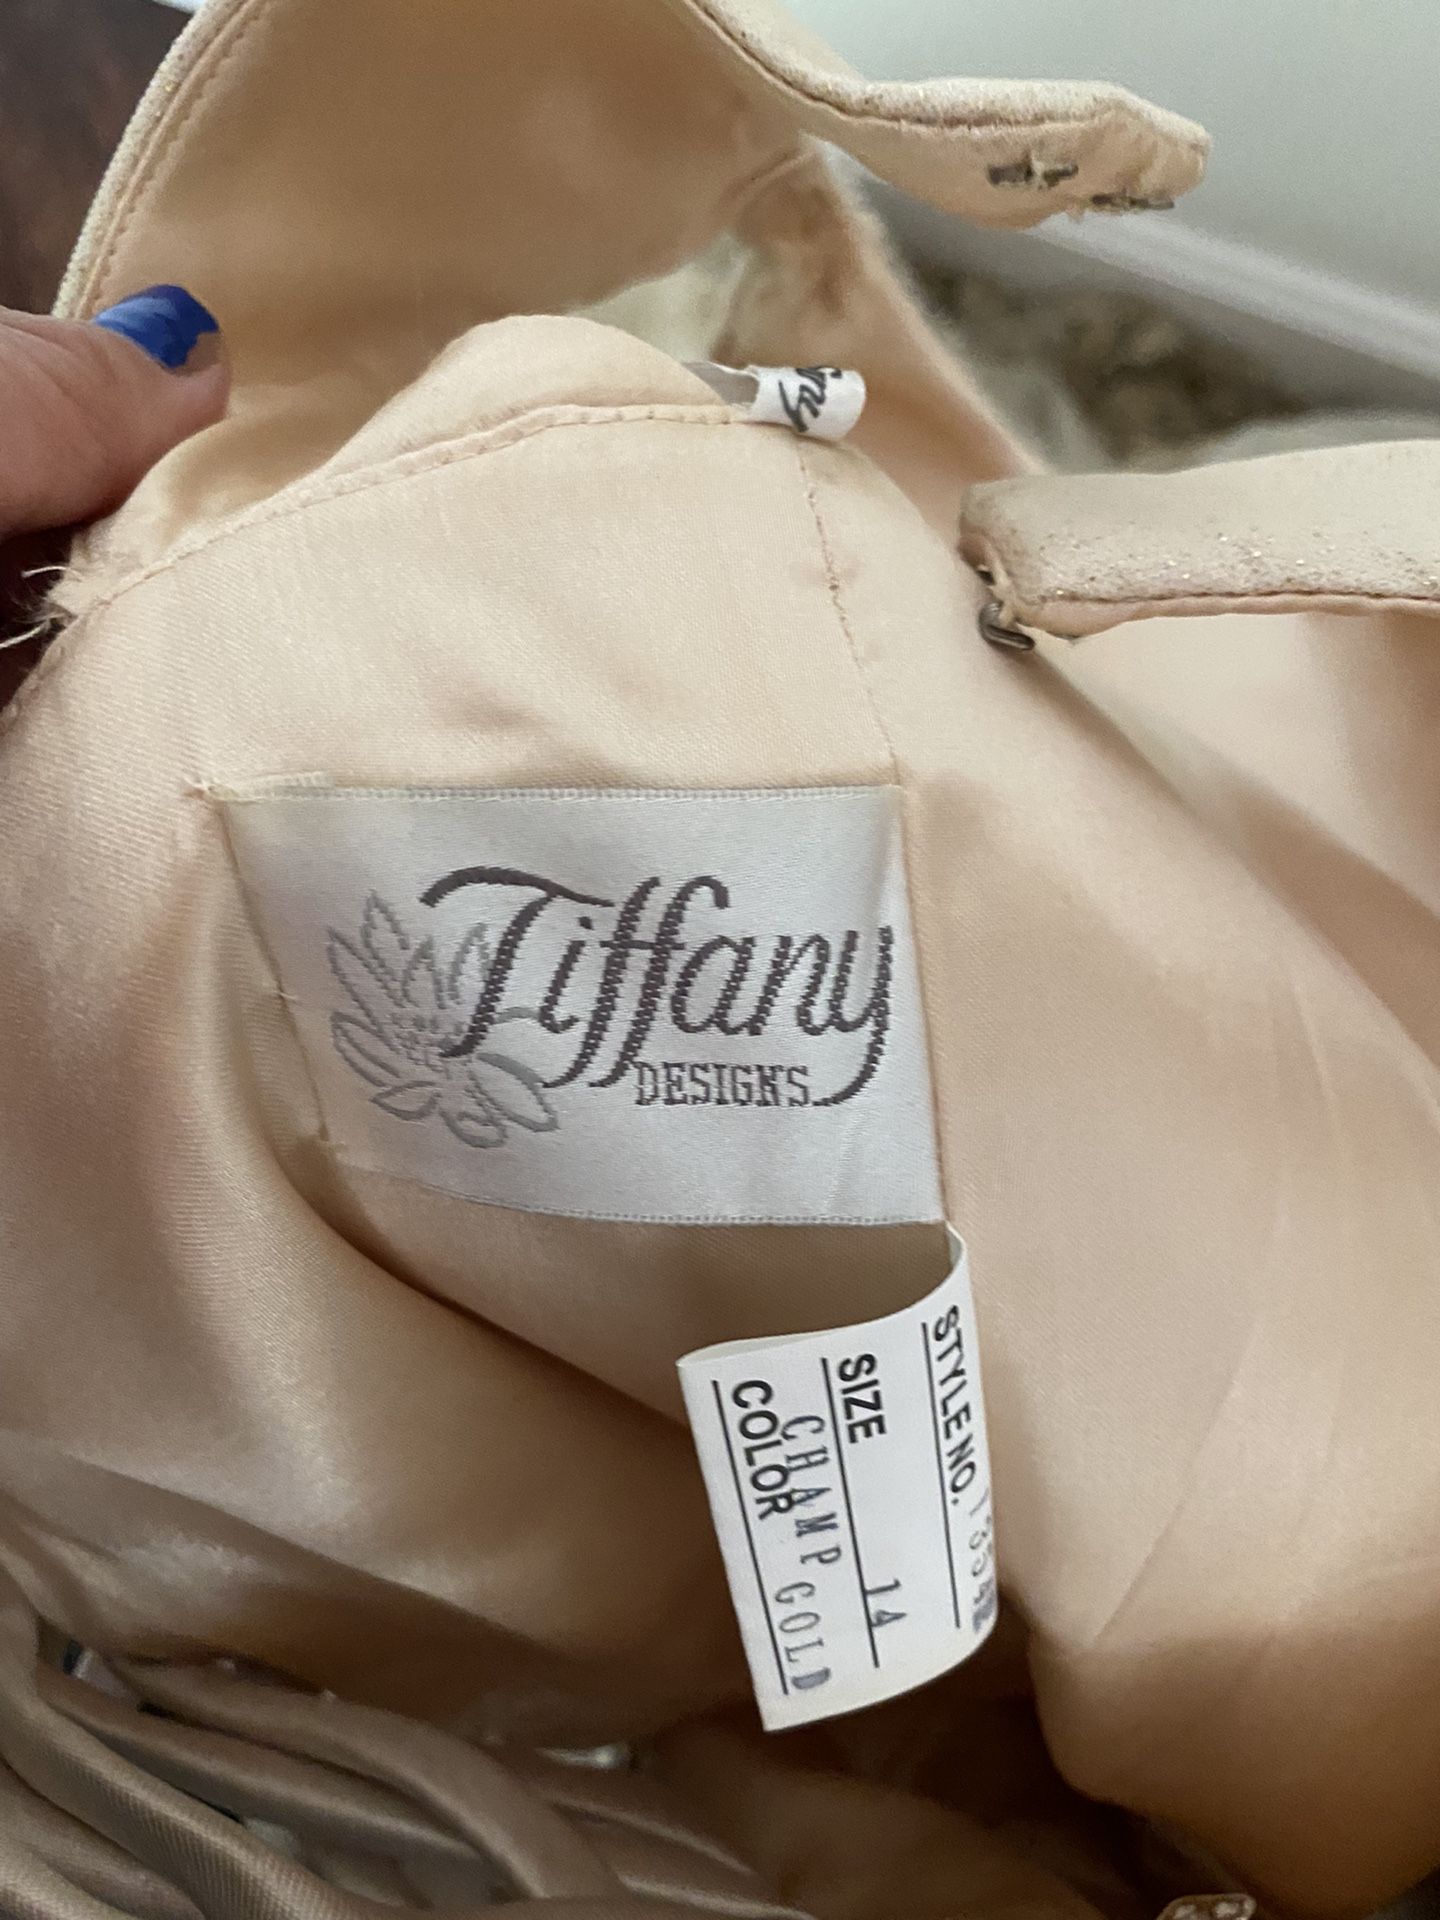 Tiffany
DESIGNS
STYLE NO.
SIZE 14
COLOR CHAMP GOLD